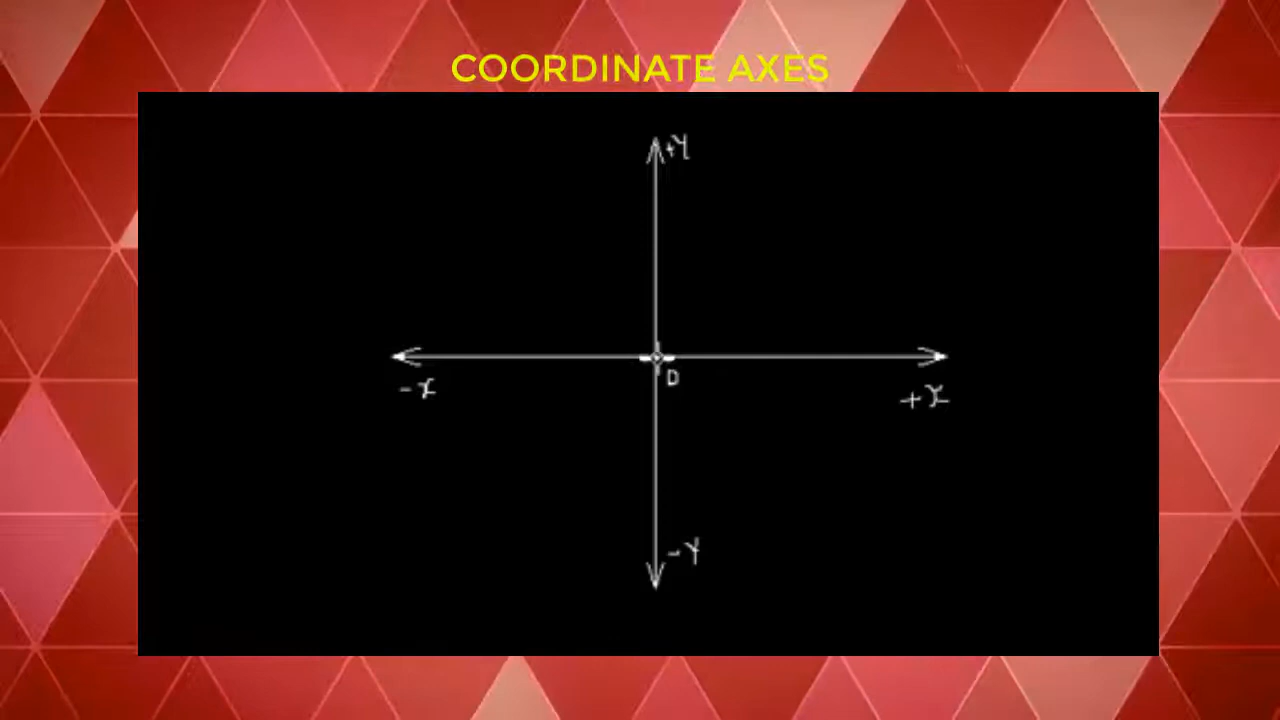 COORDINATE AXES
+Y
-X
O
+X
-Y